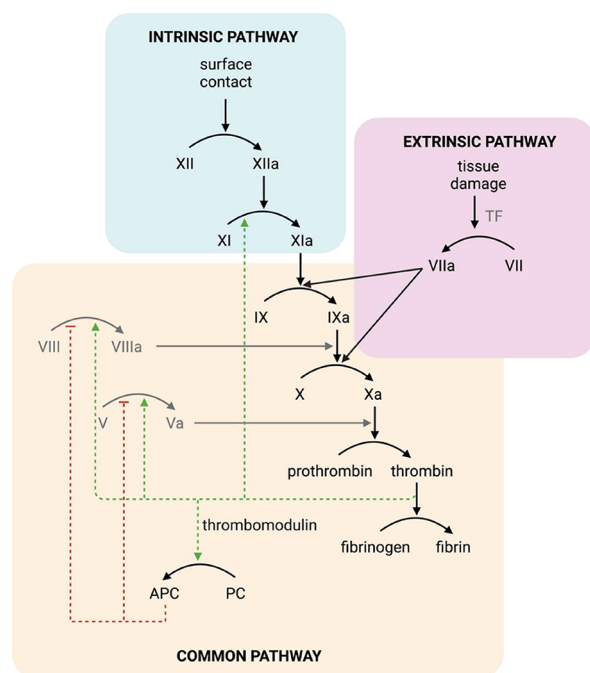 INTRINSIC PATHWAY
surface
contact
XII
XIIa
XI
XIa
EXTRINSIC PATHWAY
tissue
damage
TF
VIIa
VII
IX
IXa
VIII
VIIIa
X
Xa
V
Va
prothrombin
thrombin
thrombomodulin
fibrinogen
fibrin
APC
PC
COMMON PATHWAY